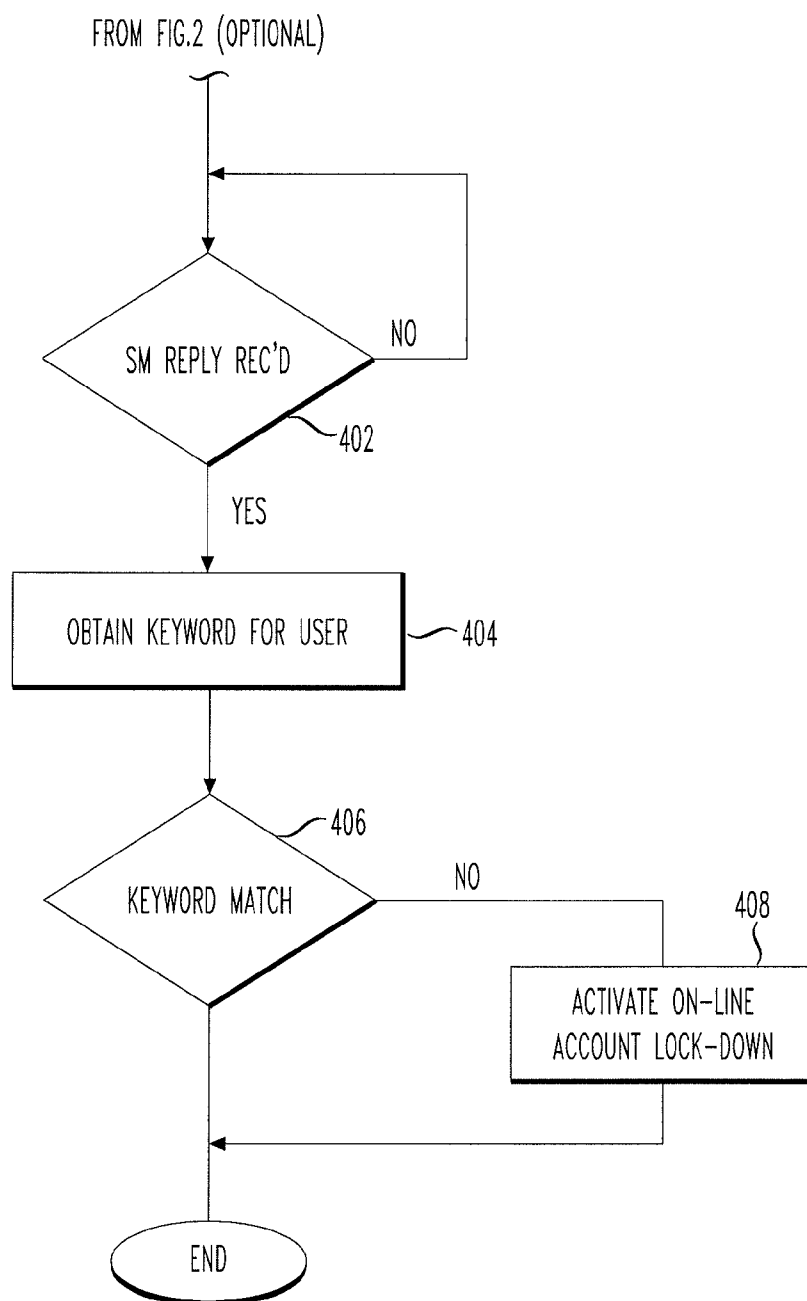 FROM FIG.2 (OPTIONAL)
SM REPLY REC'D
NO
402
YES
OBTAIN KEYWORD FOR USER
404
406
KEYWORD MATCH
NO
408
ACTIVATE ON-LINE
ACCOUNT LOCK-DOWN
END